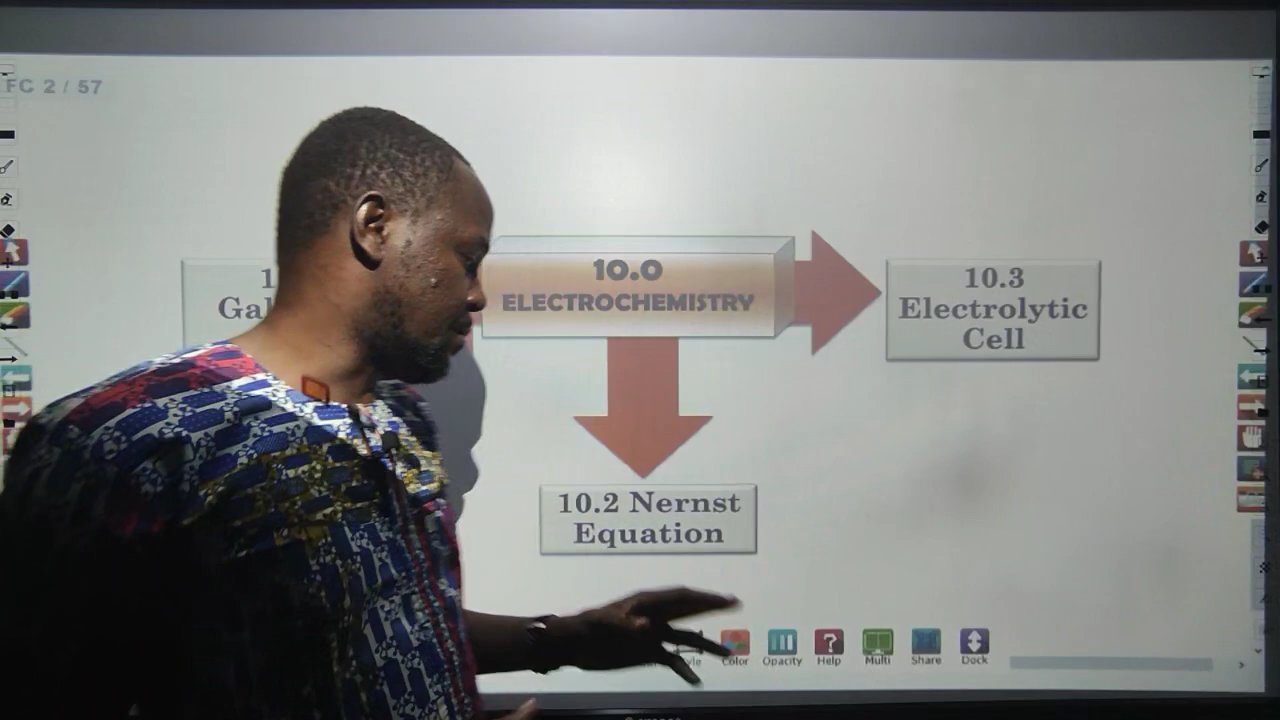 FC 2 / 57
10.0
ELECTROCHEMISTRY
10.3
Electrolytic
Cell
10.2 Nernst
Equation
Color Opacity Help Multi Share Dock